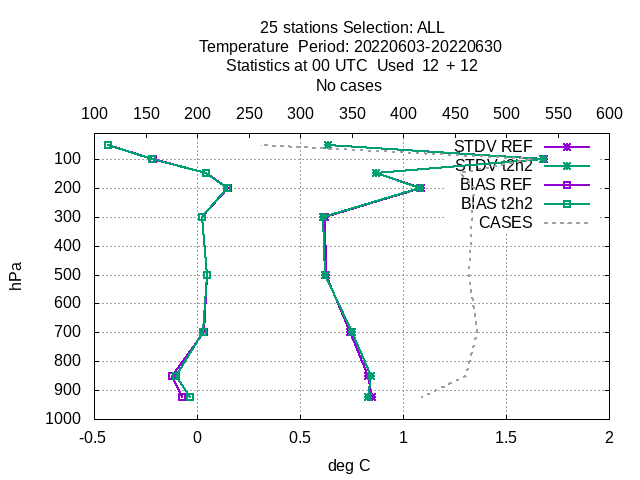 25 stations Selection: ALL
Temperature  Period: 20220603-20220630
Statistics at 00 UTC  Used  12  + 12
No cases
100 150 200 250 300 350 400 450 500 550 600
STDV REF
100
STDV t2h2
200
BIAS REF
BIAS t2h2
300
CASES
400
hPa
500
600
700
800
900
1000
-0.5 0 0.5 1 1.5 2
deg C